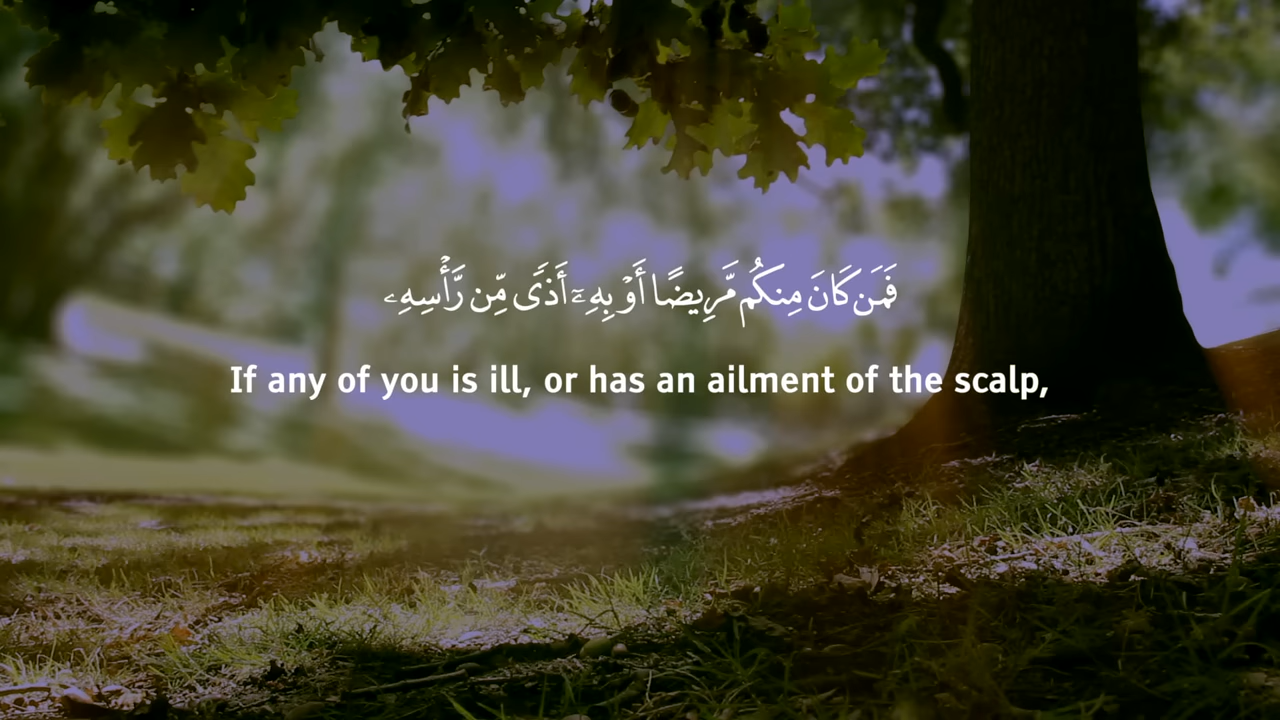 فَمَن كَانَ مِنكُم مَّرِيضًا أَوْ بِهِۦٓ أَذًى مِّن رَّأْسِهِۦ
If any of you is ill, or has an ailment of the scalp,